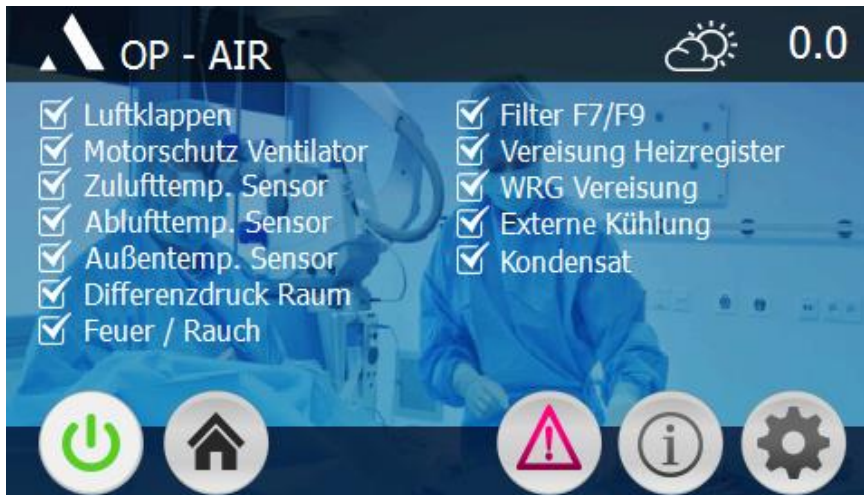 OP - AIR
0.0
Luftklappen
Motorschutz Ventilator
Zulufttemp. Sensor
Ablufttemp. Sensor
Außentemp. Sensor
Differenzdruck Raum
Feuer / Rauch
Filter F7/F9
Vereisung Heizregister
WRG Vereisung
Externe Kühlung
Kondensat